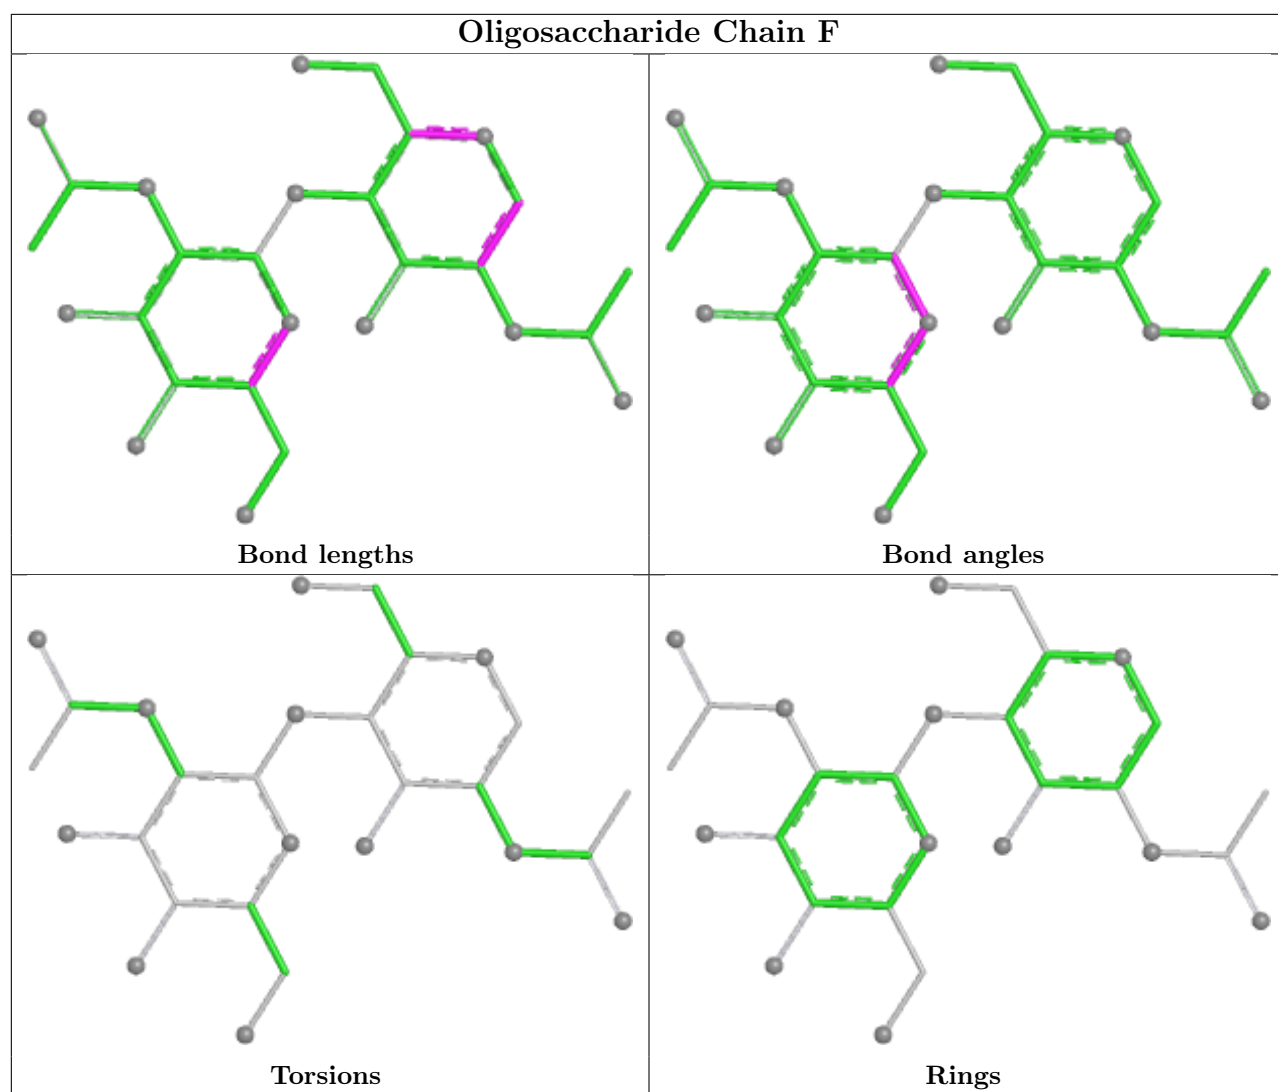 Oligosaccharide Chain F
Bond lengths
Bond angles
Torsions
Rings